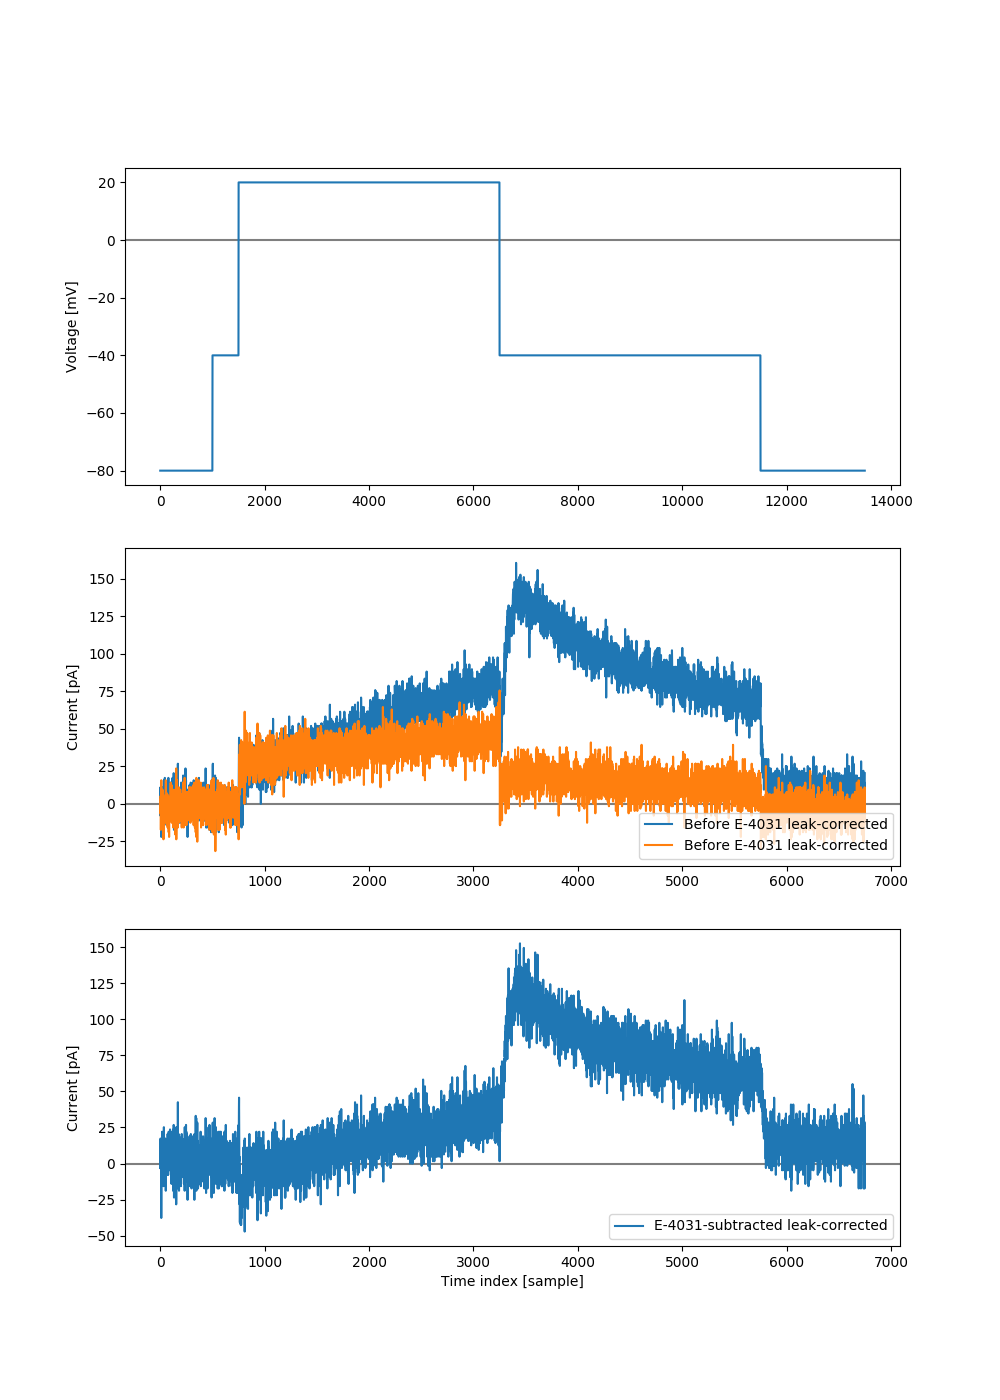 20
0
−20
−40
−60
−80
Voltage [mV]
0 2000 4000 6000 8000 10000 12000 14000
150
125
100
75
50
25
0
−25
Current [pA]
Before E-4031 leak-corrected
Before E-4031 leak-corrected
0 1000 2000 3000 4000 5000 6000 7000
150
125
100
75
50
25
0
−25
−50
Current [pA]
E-4031-subtracted leak-corrected
0 1000 2000 3000 4000 5000 6000 7000
Time index [sample]